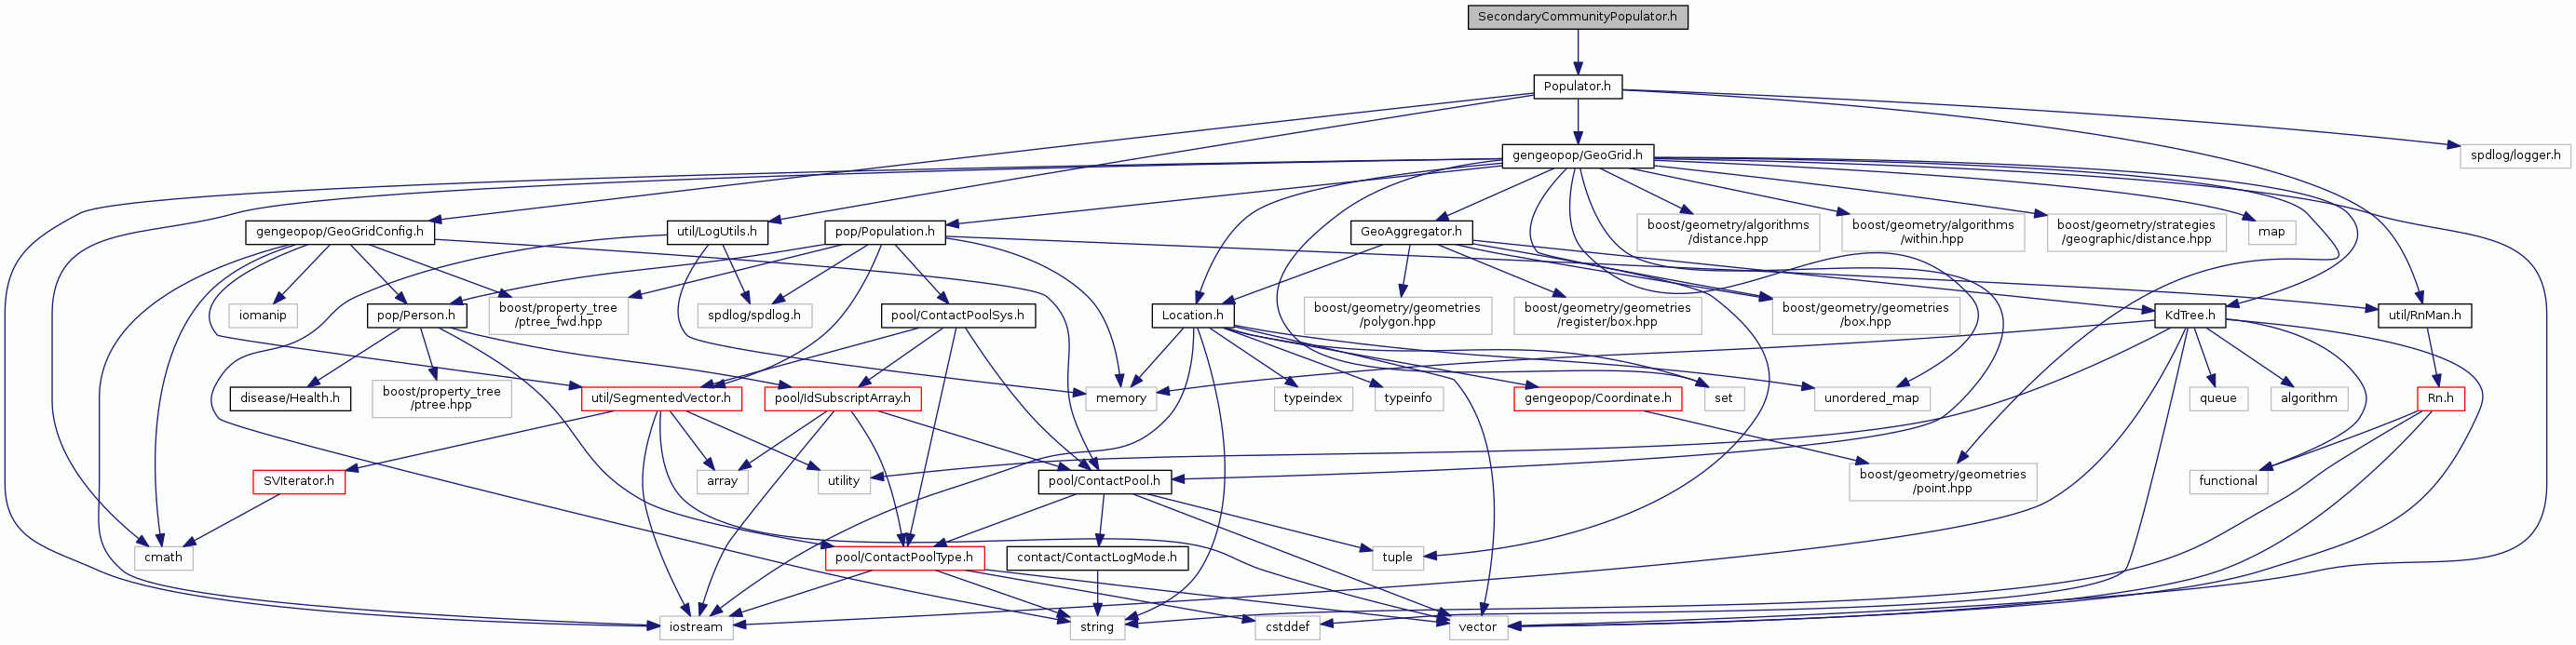 SecondaryCommunityPopulator.h
Populator.h
gengeopop/GeoGrid.h
spdlog/logger.h
gengeopop/GeoGridConfig.h
util/LogUtils.h
pop/Population.h
GeoAggregator.h
boost/geometry/algorithms
/distance.hpp
boost/geometry/algorithms
/within.hpp
boost/geometry/strategies
/geographic/distance.hpp
map
iomanip
pop/Person.h
boost/property_tree
/ptree_fwd.hpp
spdlog/spdlog.h
pool/ContactPoolSys.h
Location.h
boost/geometry/geometries
/polygon.hpp
boost/geometry/geometries
/register/box.hpp
boost/geometry/geometries
/box.hpp
KdTree.h
util/RnMan.h
disease/Health.h
boost/property_tree
/ptree.hpp
util/SegmentedVector.h
pool/IdSubscriptArray.h
memory
typeindex
typeinfo
gengeopop/Coordinate.h
set
unordered_map
queue
algorithm
Rn.h
SVIterator.h
array
utility
pool/ContactPool.h
boost/geometry/geometries
/point.hpp
functional
cmath
pool/ContactPoolType.h
contact/ContactLogMode.h
tuple
iostream
string
cstddef
vector